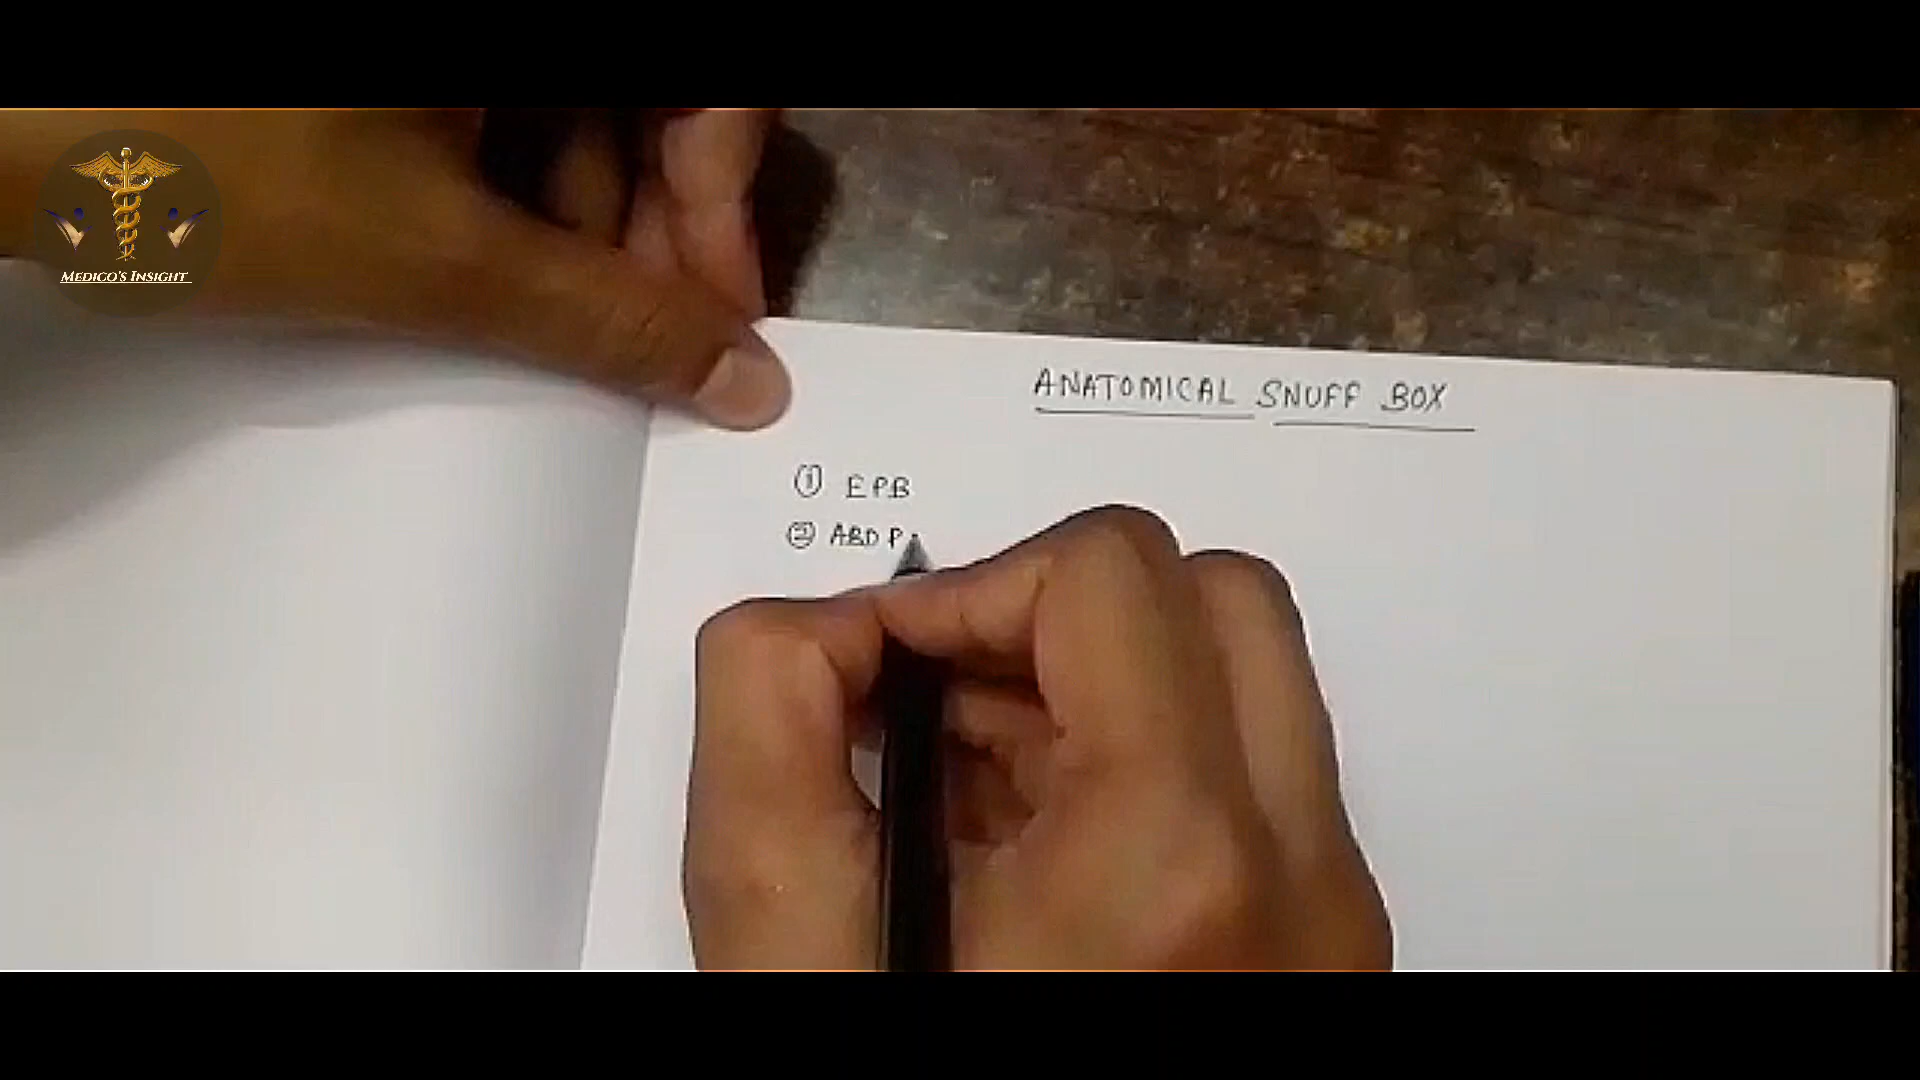 MEDICO'S INSIGHT
ANATOMICAL SNUFF BOX
① EPB
② ABD P